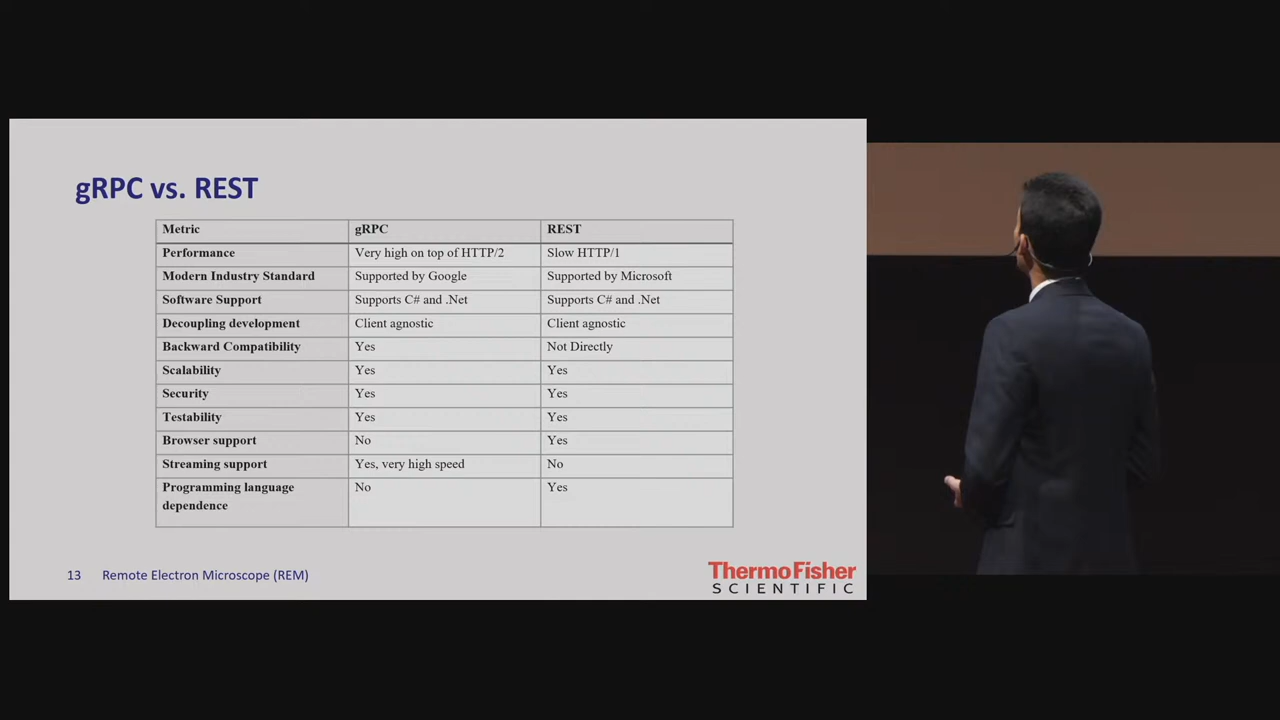 gRPC vs. REST
Metric gRPC REST
Performance Very high on top of HTTP/2 Slow HTTP/1
Modern Industry Standard Supported by Google Supported by Microsoft
Software Support Supports C# and .Net Supports C# and .Net
Decoupling development Client agnostic Client agnostic
Backward Compatibility Yes Not Directly
Scalability Yes Yes
Security Yes Yes
Testability Yes Yes
Browser support No Yes
Streaming support Yes, very high speed No
Programming language No Yes
dependence
13 Remote Electron Microscope (REM)
ThermoFisher
SCIENTIFIC